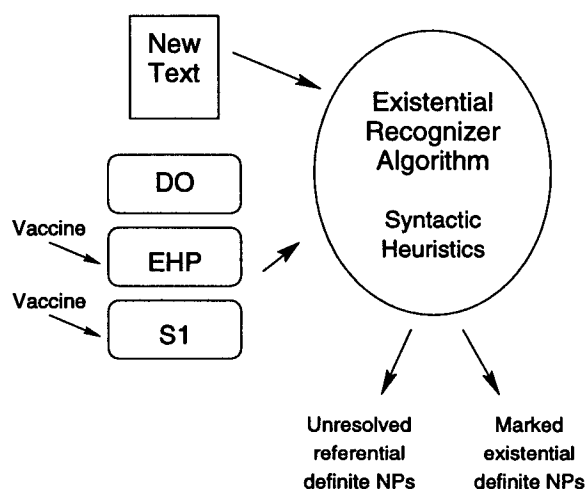 New
Text
Existential
Recognizer
Algorithm
Syntactic
Heuristics
DO
Vaccine
EHP
Vaccine
S1
Unresolved
referential
definite NPs
Marked
existential
definite NPs